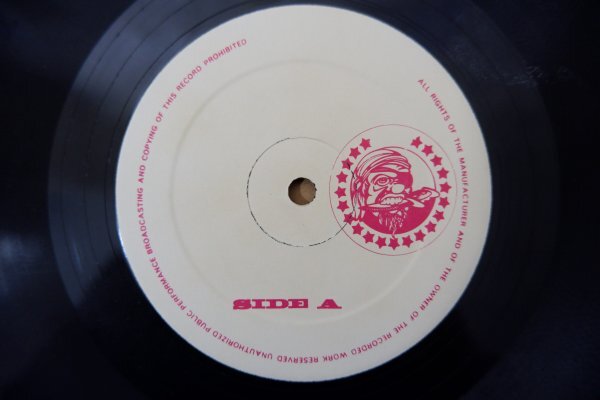 ALL RIGHTS OF THE MANUFACTURER AND OF THE OWNER OF THE RECORDED WORK RESERVED UNAUTHORIZED PUBLIC PERFORMANCE BROADCASTING AND COPYING OF THIS RECORD PROHIBITED
SIDE A